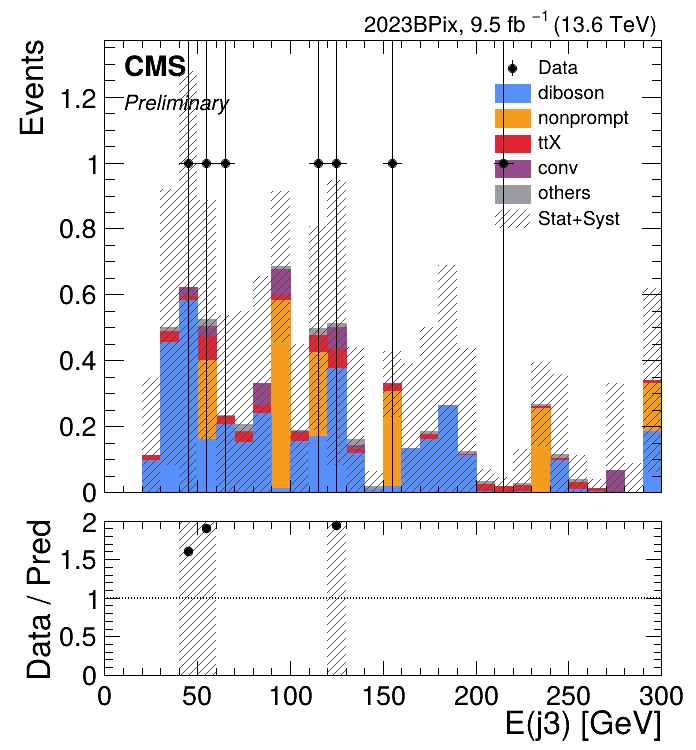 2023BPix, 9.5 fb⁻¹ (13.6 TeV)
CMS
Preliminary
Events
1.2
1
0.8
0.6
0.4
0.2
0
Data
diboson
nonprompt
ttX
conv
others
Stat+Syst
Data / Pred
2
1.5
1
0.5
0
0 50 100 150 200 250 300
E(j3) [GeV]